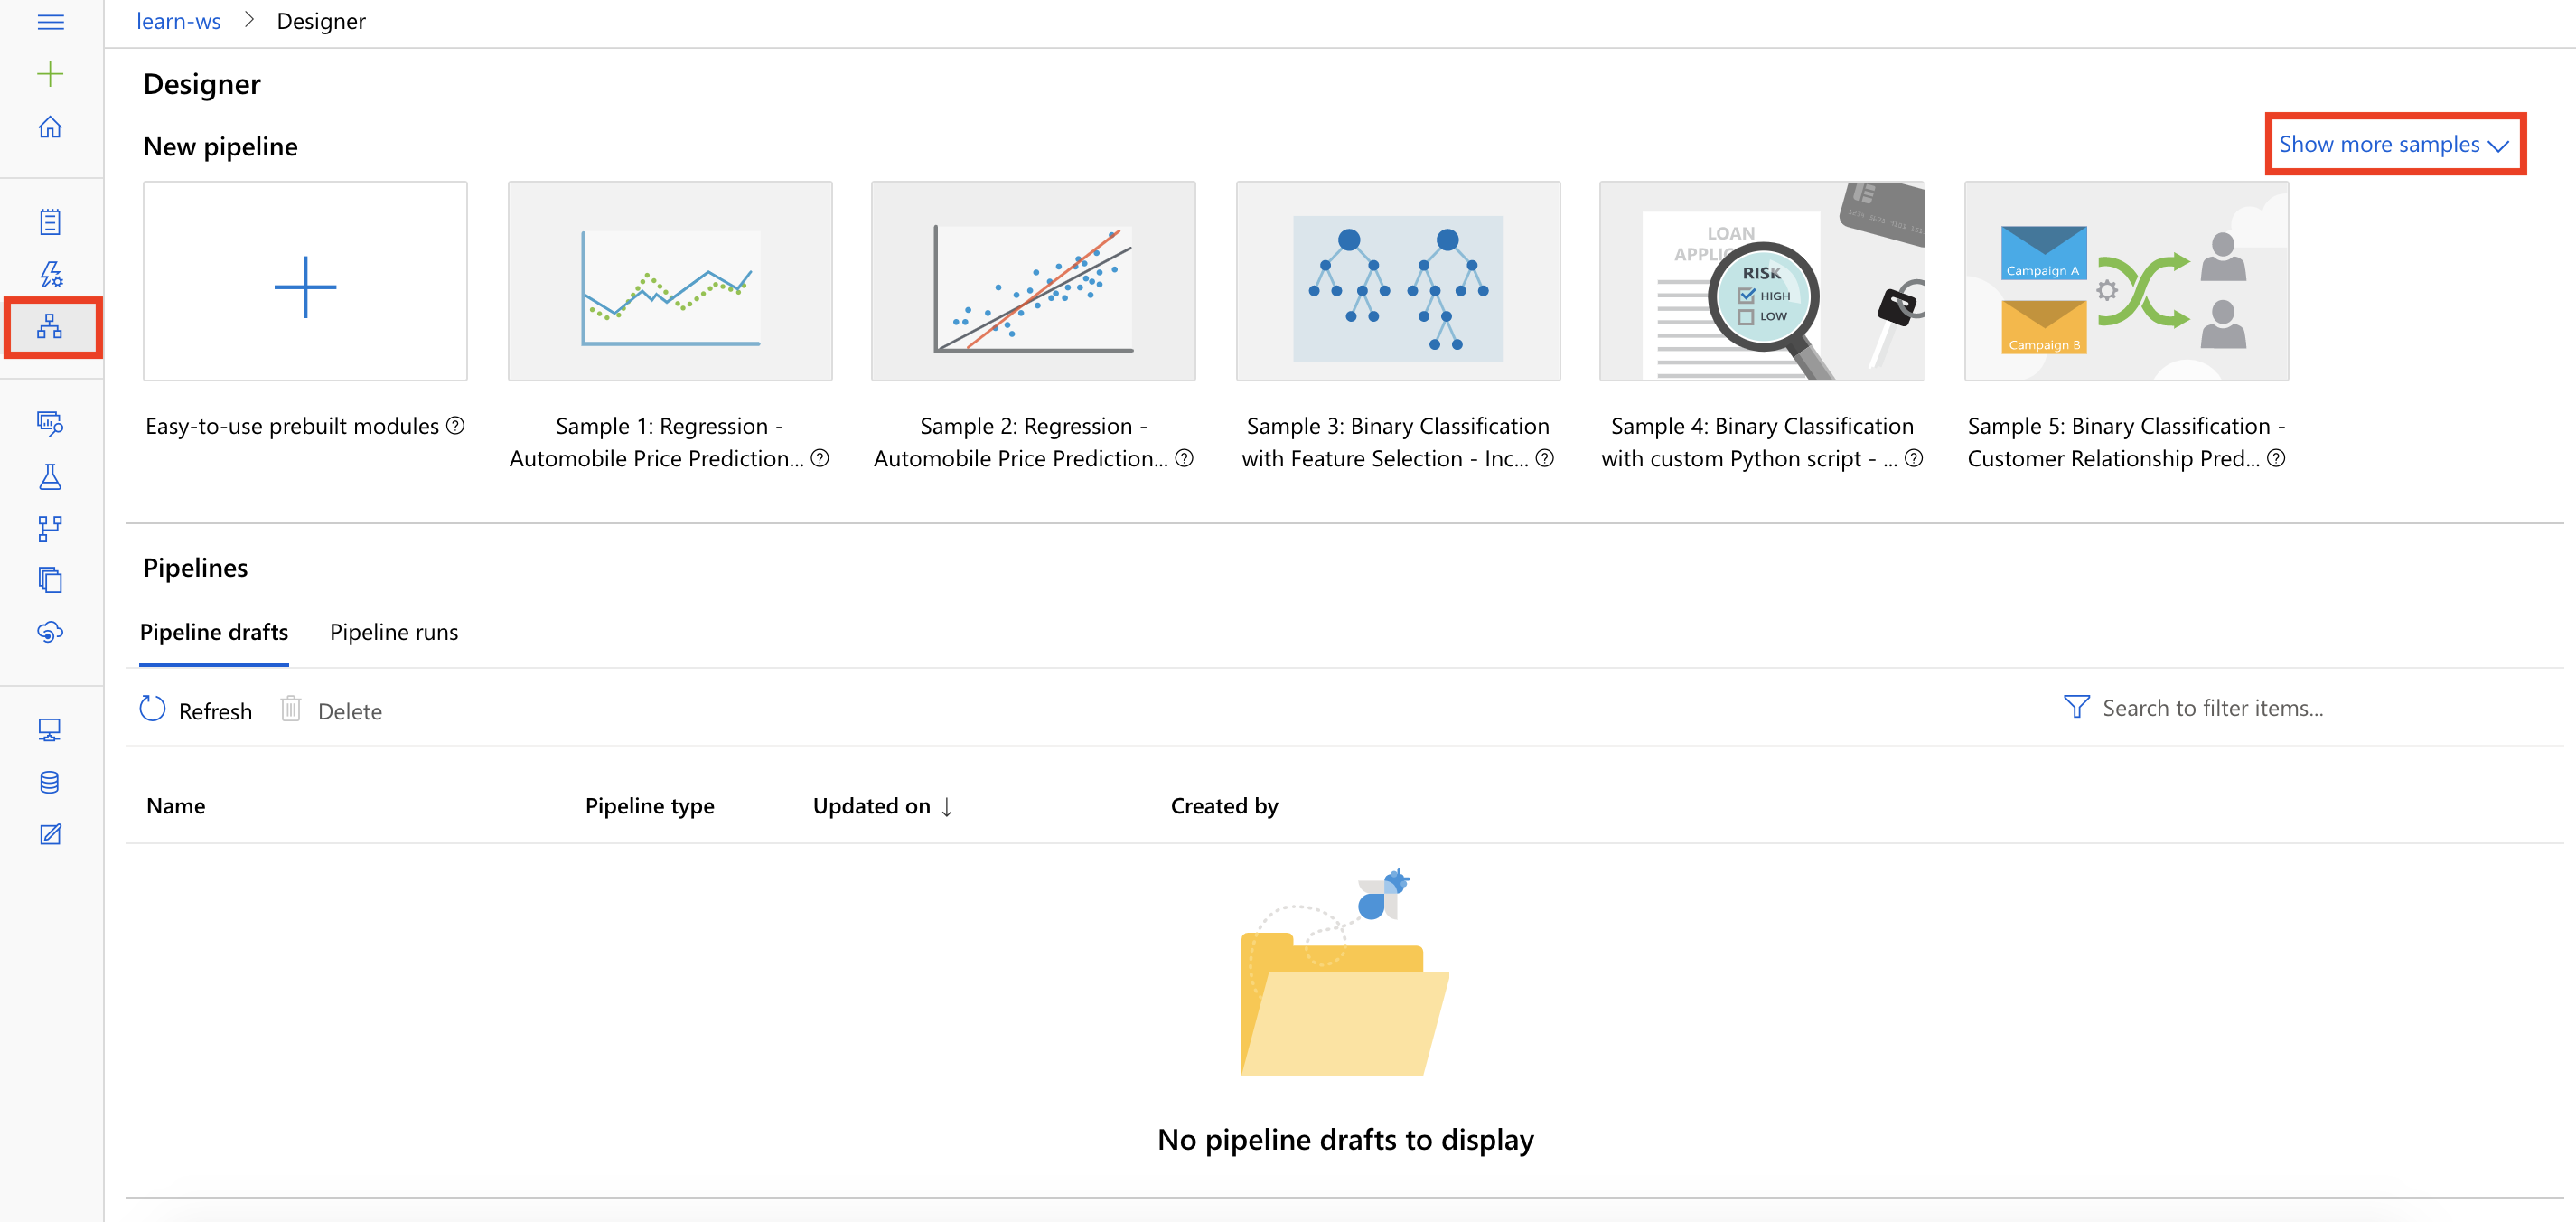 learn-ws > Designer
Designer
New pipeline
Show more samples
LOAN
RISK
HIGH
LOW
Campaign A
Campaign B
Easy-to-use prebuilt modules
Sample 1: Regression -
Automobile Price Prediction...
Sample 2: Regression -
Automobile Price Prediction...
Sample 3: Binary Classification
with Feature Selection - Inc...
Sample 4: Binary Classification
with custom Python script - ...
Sample 5: Binary Classification -
Customer Relationship Pred...
Pipelines
Pipeline drafts
Pipeline runs
Refresh
Delete
Search to filter items...
Name
Pipeline type
Updated on ↓
Created by
No pipeline drafts to display